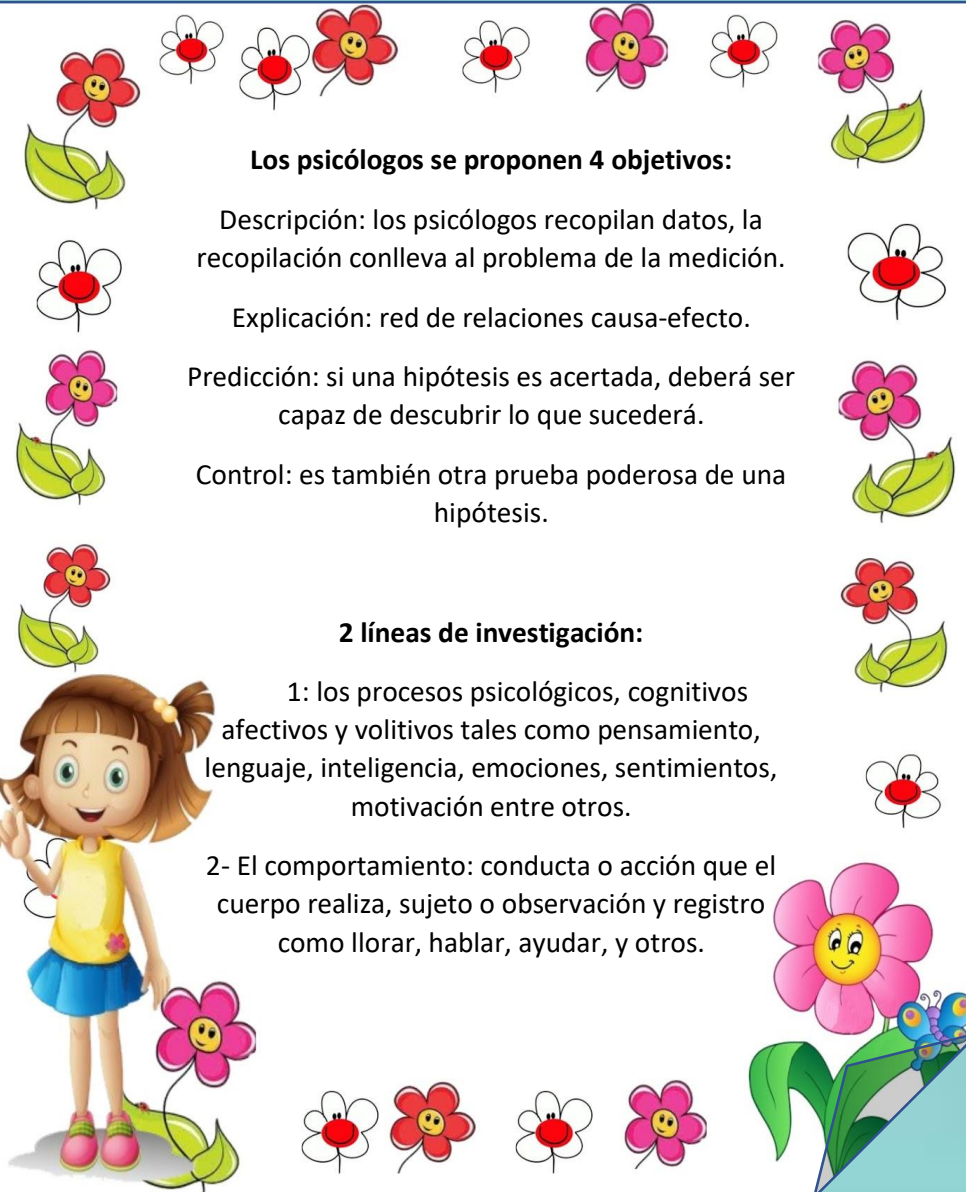 Los psicólogos se proponen 4 objetivos:
Descripción: los psicólogos recopilan datos, la
recopilación conlleva al problema de la medición.
Explicación: red de relaciones causa-efecto.
Predicción: si una hipótesis es acertada, deberá ser
capaz de descubrir lo que sucederá.
Control: es también otra prueba poderosa de una
hipótesis.
2 líneas de investigación:
1: los procesos psicológicos, cognitivos
afectivos y volitivos tales como pensamiento,
lenguaje, inteligencia, emociones, sentimientos,
motivación entre otros.
2- El comportamiento: conducta o acción que el
cuerpo realiza, sujeto o observación y registro
como llorar, hablar, ayudar, y otros.